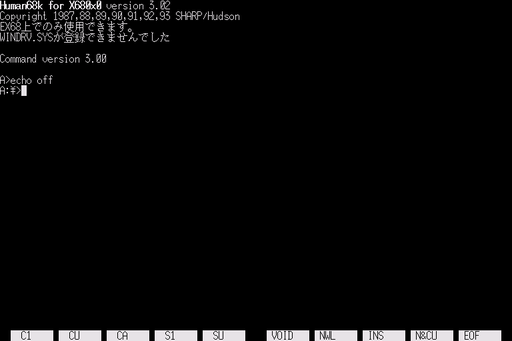 Human68k for X680x0 version 3.02
Copyright 1987,88,89,90,91,92,93 SHARP/Hudson
EX68上でのみ使用できます。
WINDRV.SYSが登録できませんでした
Command version 3.00
A>echo off
A:¥>
C1 CU CA S1 SU VOID NWL INS N&CU EOF